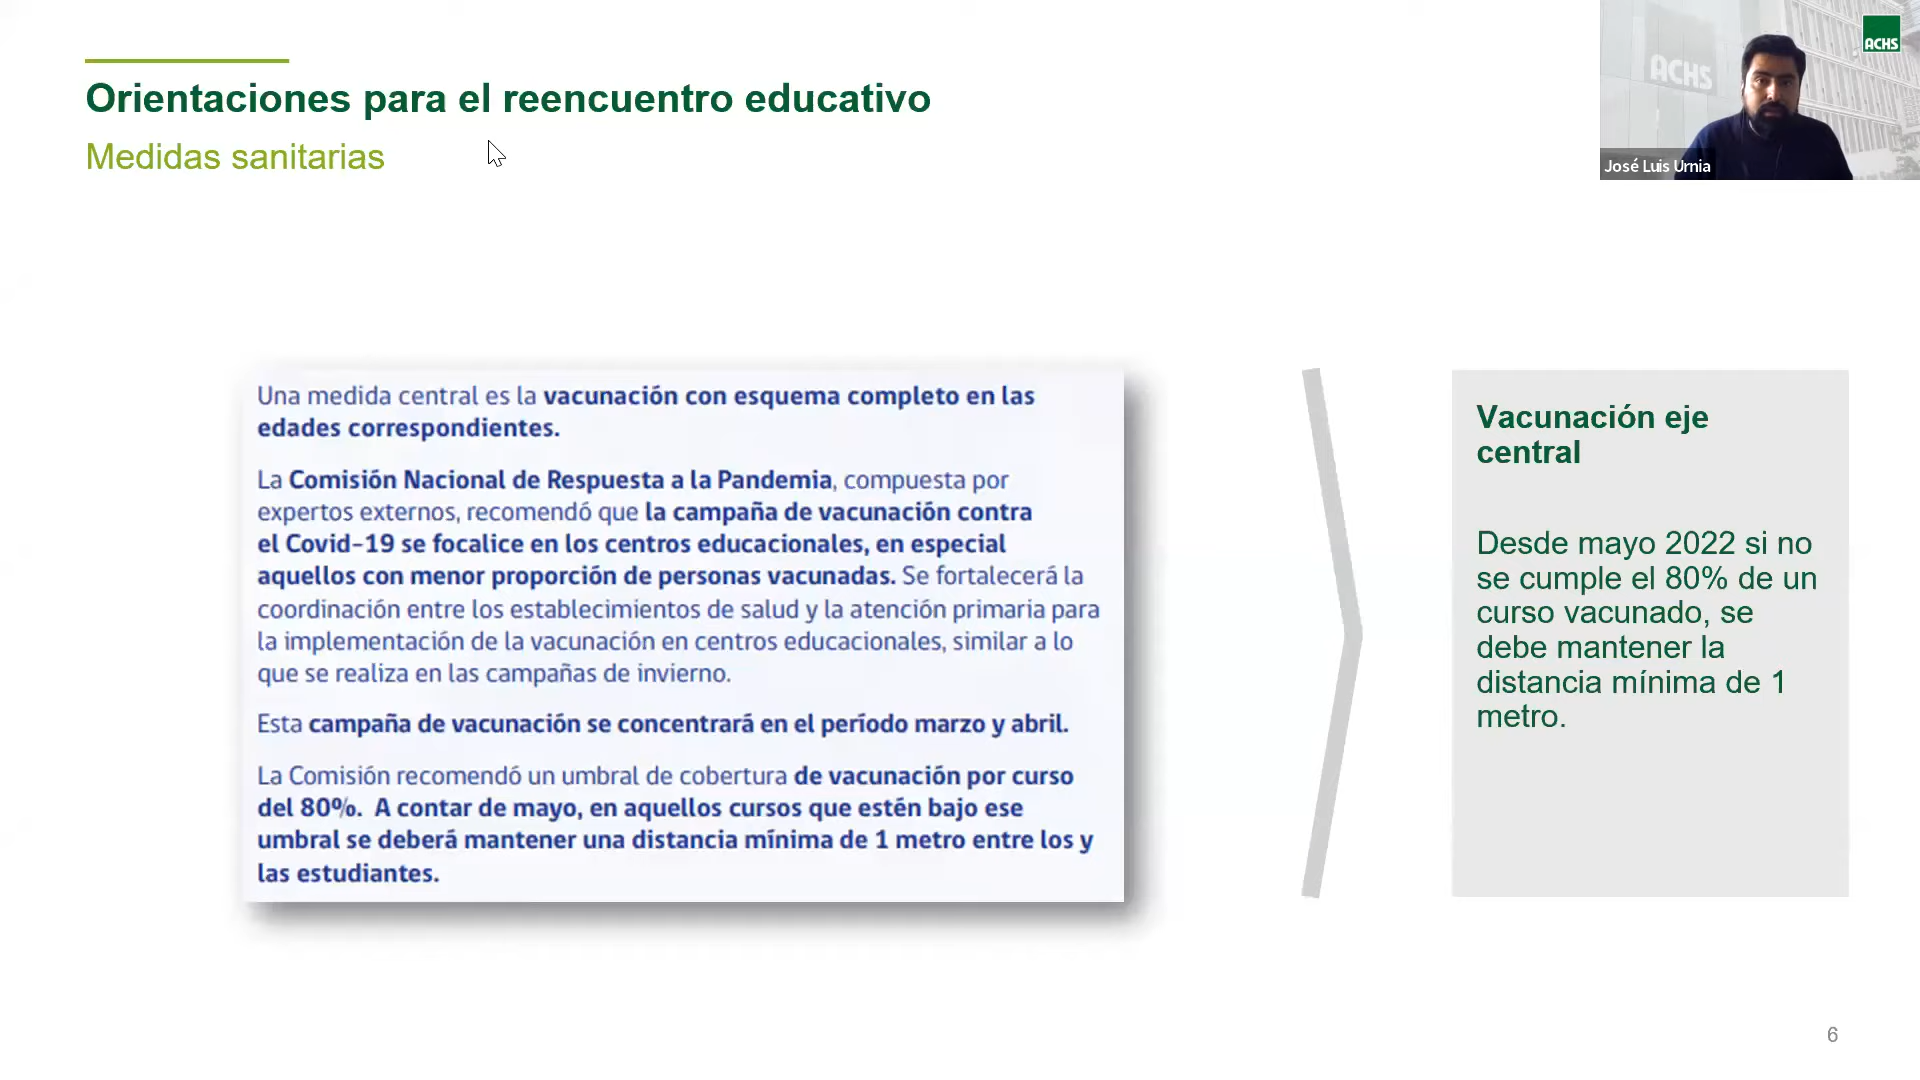 Orientaciones para el reencuentro educativo
Medidas sanitarias
ACHS
ACHS
José Luis Urnia
Una medida central es la vacunación con esquema completo en las
edades correspondientes.
La Comisión Nacional de Respuesta a la Pandemia, compuesta por
expertos externos, recomendó que la campaña de vacunación contra
el Covid-19 se focalice en los centros educacionales, en especial
aquellos con menor proporción de personas vacunadas. Se fortalecerá la
coordinación entre los establecimientos de salud y la atención primaria para
la implementación de la vacunación en centros educacionales, similar a lo
que se realiza en las campañas de invierno.
Esta campaña de vacunación se concentrará en el período marzo y abril.
La Comisión recomendó un umbral de cobertura de vacunación por curso
del 80%. A contar de mayo, en aquellos cursos que estén bajo ese
umbral se deberá mantener una distancia mínima de 1 metro entre los y
las estudiantes.
Vacunación eje
central
Desde mayo 2022 si no
se cumple el 80% de un
curso vacunado, se
debe mantener la
distancia mínima de 1
metro.
6